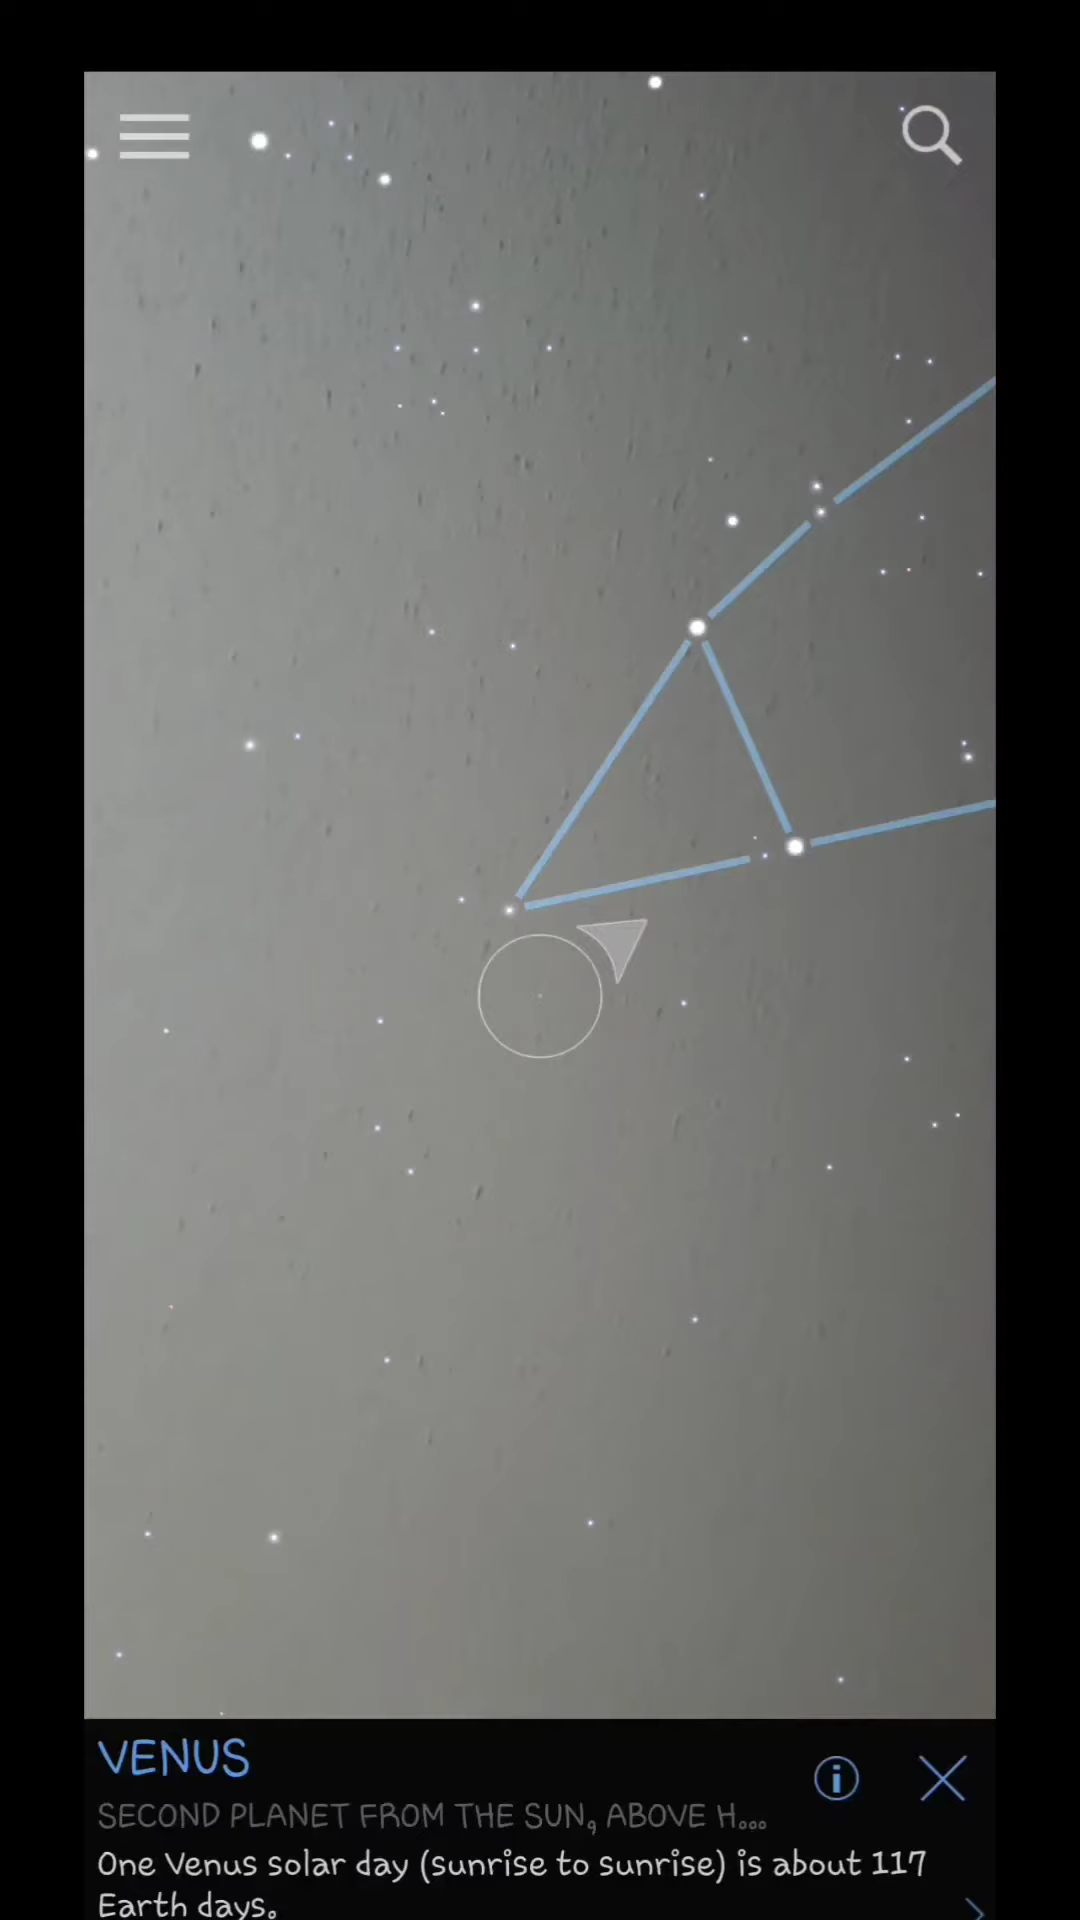 VENUS
SECOND PLANET FROM THE SUN, ABOVE H...
One Venus solar day (sunrise to sunrise) is about 117
Earth days.